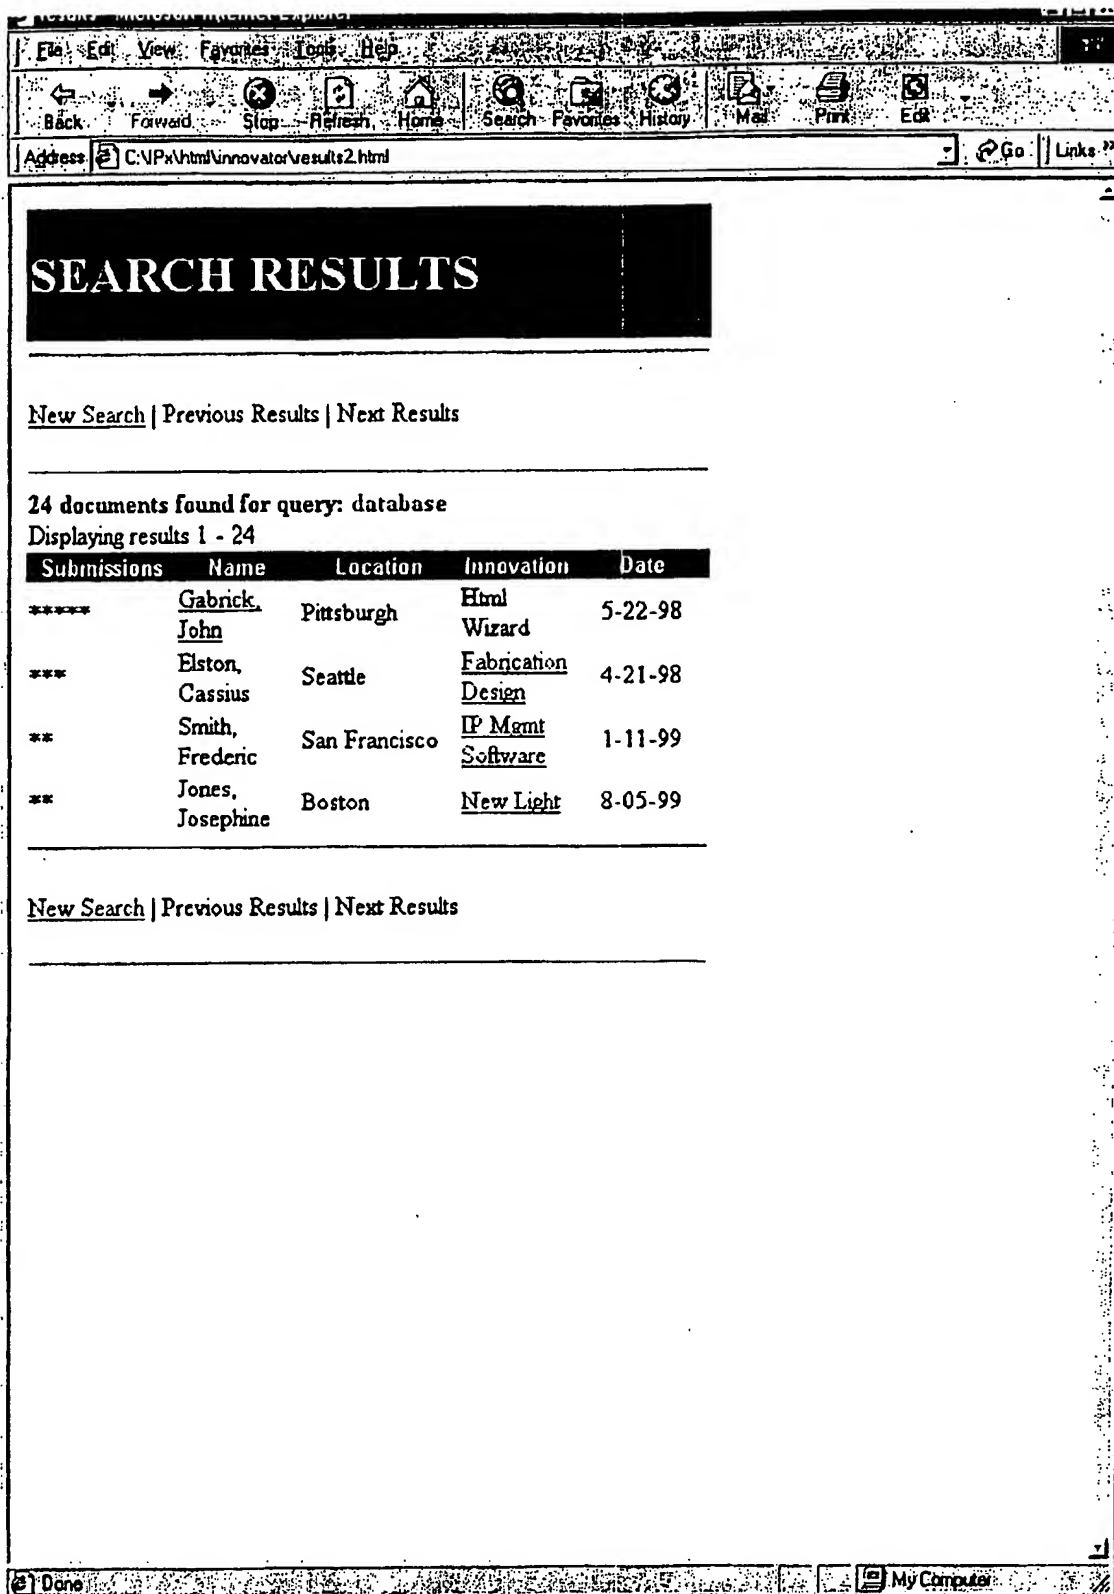 Results - Microsoft Internet Explorer
File Edit View Favorites Tools Help
Back Forward Stop Refresh Home Search Favorites History Mail Print Edit
Address C:\IPx\html\innovator\results2.html Go Links »
SEARCH RESULTS
New Search | Previous Results | Next Results
24 documents found for query: database
Displaying results 1 - 24
Submissions Name Location Innovation Date
***** Gabrick, John Pittsburgh Html Wizard 5-22-98
*** Elston, Cassius Seattle Fabrication Design 4-21-98
** Smith, Frederic San Francisco IP Mgmt Software 1-11-99
** Jones, Josephine Boston New Light 8-05-99
New Search | Previous Results | Next Results
Done My Computer